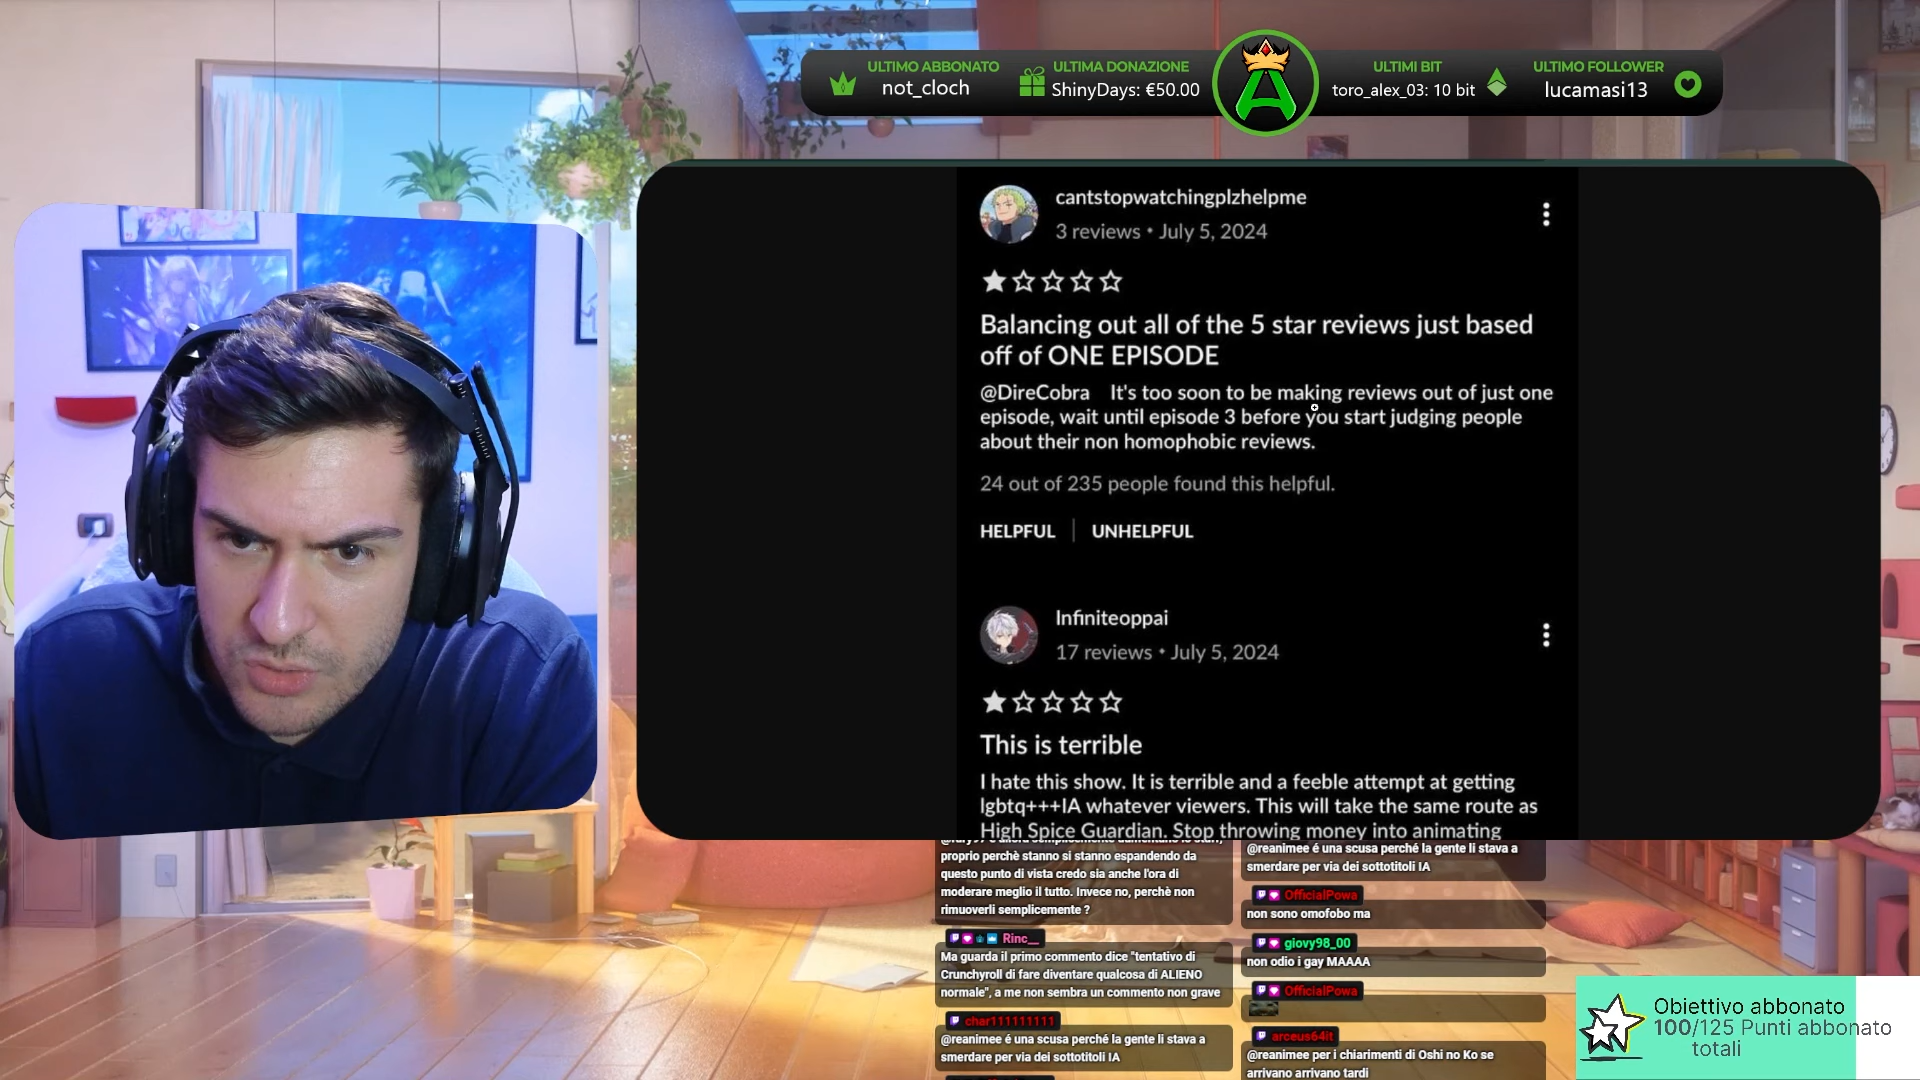 ULTIMO ABBONATO
not_cloch
ULTIMA DONAZIONE
ShinyDays: €50.00
ULTIMI BIT
toro_alex_03: 10 bit
ULTIMO FOLLOWER
lucamasi13
cantstopwatchingplzhelpme
3 reviews • July 5, 2024
Balancing out all of the 5 star reviews just based
off of ONE EPISODE
@DireCobra It's too soon to be making reviews out of just one
episode, wait until episode 3 before you start judging people
about their non homophobic reviews.
24 out of 235 people found this helpful.
HELPFUL | UNHELPFUL
Infiniteoppai
17 reviews • July 5, 2024
This is terrible
I hate this show. It is terrible and a feeble attempt at getting
lgbtq+++IA whatever viewers. This will take the same route as
High Spice Guardian. Stop throwing money into animating
proprio perchè stanno si stanno espandendo da
questo punto di vista credo sia anche l'ora di
moderare meglio il tutto. Invece no, perchè non
rimuoverli semplicemente ?
Rinc__
Ma guarda il primo commento dice "tentativo di
Crunchyroll di fare diventare qualcosa di ALIENO
normale", a me non sembra un commento non grave
char111111111
@reanimee é una scusa perché la gente li stava a
smerdare per via dei sottotitoli IA
@reanimee é una scusa perché la gente li stava a
smerdare per via dei sottotitoli IA
OfficialPowa
non sono omofobo ma
giovy98_00
non odio i gay MAAAA
OfficialPowa
arceus64it
@reanimee per i chiarimenti di Oshi no Ko se
arrivano arrivano tardi
Obiettivo abbonato
100/125 Punti abbonato
totali